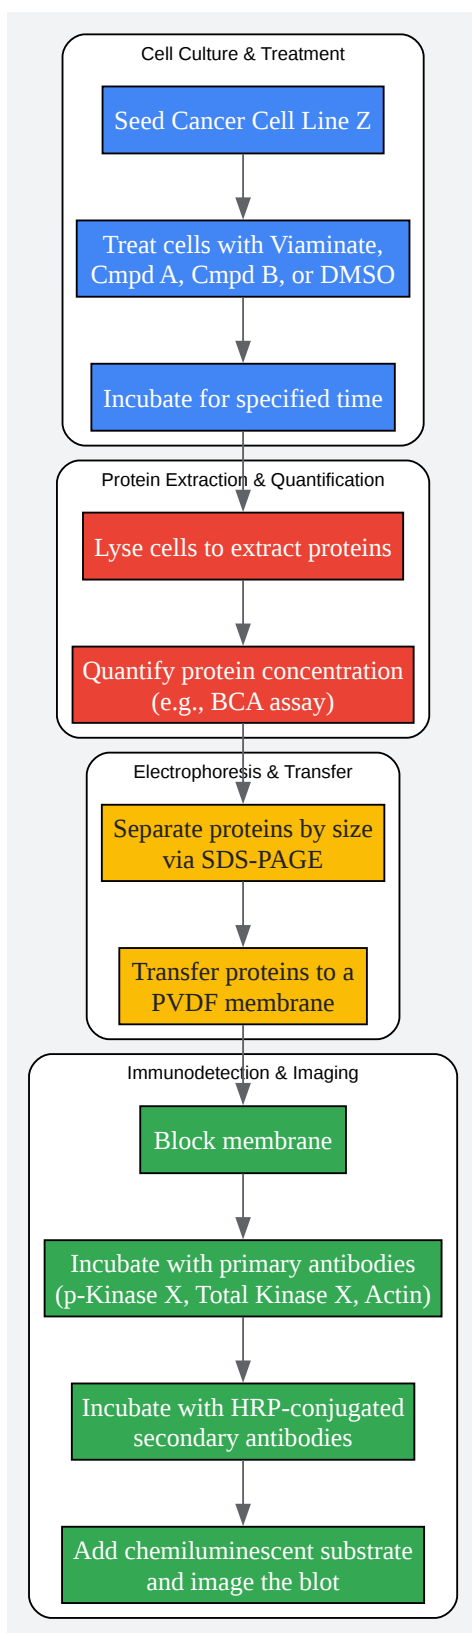 Cell Culture & Treatment
Seed Cancer Cell Line Z
Treat cells with Viaminate,
Cmpd A, Cmpd B, or DMSO
Incubate for specified time
Protein Extraction & Quantification
Lyse cells to extract proteins
Quantify protein concentration
(e.g., BCA assay)
Electrophoresis & Transfer
Separate proteins by size
via SDS-PAGE
Transfer proteins to a
PVDF membrane
Immunodetection & Imaging
Block membrane
Incubate with primary antibodies
(p-Kinase X, Total Kinase X, Actin)
Incubate with HRP-conjugated
secondary antibodies
Add chemiluminescent substrate
and image the blot